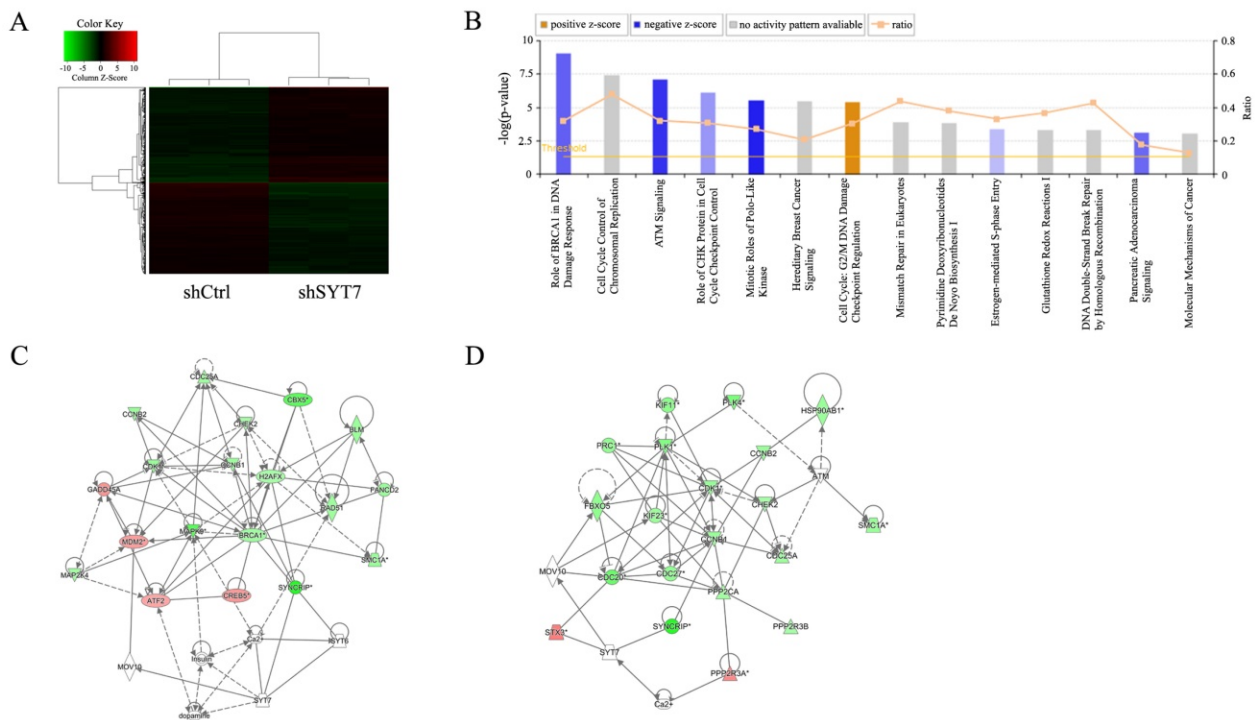 A
Color Key
-10 -5 0 5 10
Column Z-Score
shCtrl shSYT7
B
positive z-score negative z-score no activity pattern avaliable ratio
10
7.5
5
2.5
0
-log(p-value)
0.8
0.6
0.4
0.2
0
Ratio
Threshold
Role of BRCA1 in DNA
Damage Response
Cell Cycle Control of
Chromosomal Replication
ATM Signaling
Role of CHK Protein in Cell
Cycle Checkpoint Control
Mitotic Roles of Polo-Like
Kinase
Hereditary Breast Cancer
Signaling
Cell Cycle: G2/M DNA Damage
Checkpoint Regulation
Mismatch Repair in Eukaryotes
Pyrimidine Deoxyribonucleotides
De Noyo Biosynthesis I
Estrogen-mediated S-phase Entry
Glutathione Redox Reactions I
DNA Double-Strand Break Repair
by Homologous Recombination
Pancreatic Adenocarcinoma
Signaling
Molecular Mechanisms of Cancer
C
CDC25A
CBX5*
CCNB2
CHEK2
BLM
CCNB1
H2AFX
GADD45A
FANCD2
RAD51
MAPK9*
BRCA1*
MDM2*
SMC1A*
MAP2K4
SYNCRIP*
ATF2
CREB5*
Ca2+
SYT6
Insulin
MOV10
SYT7
dopamine
D
KIF11*
PLK4*
HSP90AB1*
PRC1*
PLK1*
CCNB2
ATM
CDK1
CHEK2
FBXO5
KIF23*
SMC1A*
CCNB1
CDC25A
MOV10
CDC20*
CDC27*
PPP2CA
STX3*
SYNCRIP*
PPP2R3B
SYT7
PPP2R3A*
Ca2+